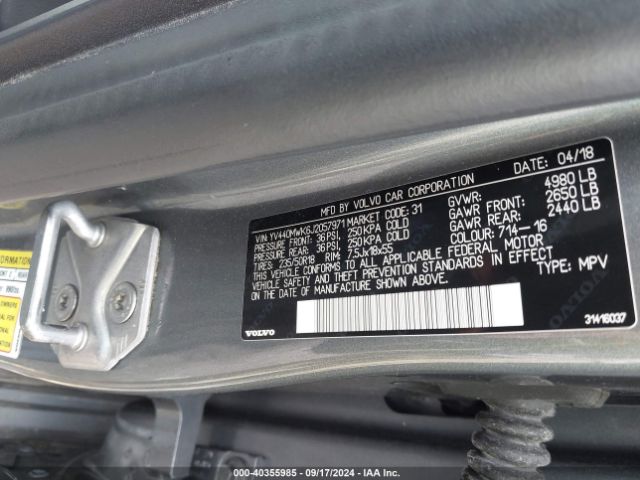 MFD BY VOLVO CAR CORPORATION
DATE: 04/18
VIN YV440MWK6J2057971 MARKET CODE: 31
PRESSURE FRONT: 36 PSI, 250 KPA COLD
PRESSURE REAR: 36 PSI, 250 KPA COLD
TIRES 235/50R18 RIM 7,5Jx18x55
GVWR: 4980 LB
GAWR FRONT: 2650 LB
GAWR REAR: 2440 LB
COLOUR: 714-16
THIS VEHICLE CONFORMS TO ALL APPLICABLE FEDERAL MOTOR
VEHICLE SAFETY AND THEFT PREVENTION STANDARDS IN EFFECT
ON THE DATE OF MANUFACTURE SHOWN ABOVE.
TYPE: MPV
VOLVO
31416037
FORMATION
OWNERS
© 40355985 - 09/17/2024 - IAA Inc.